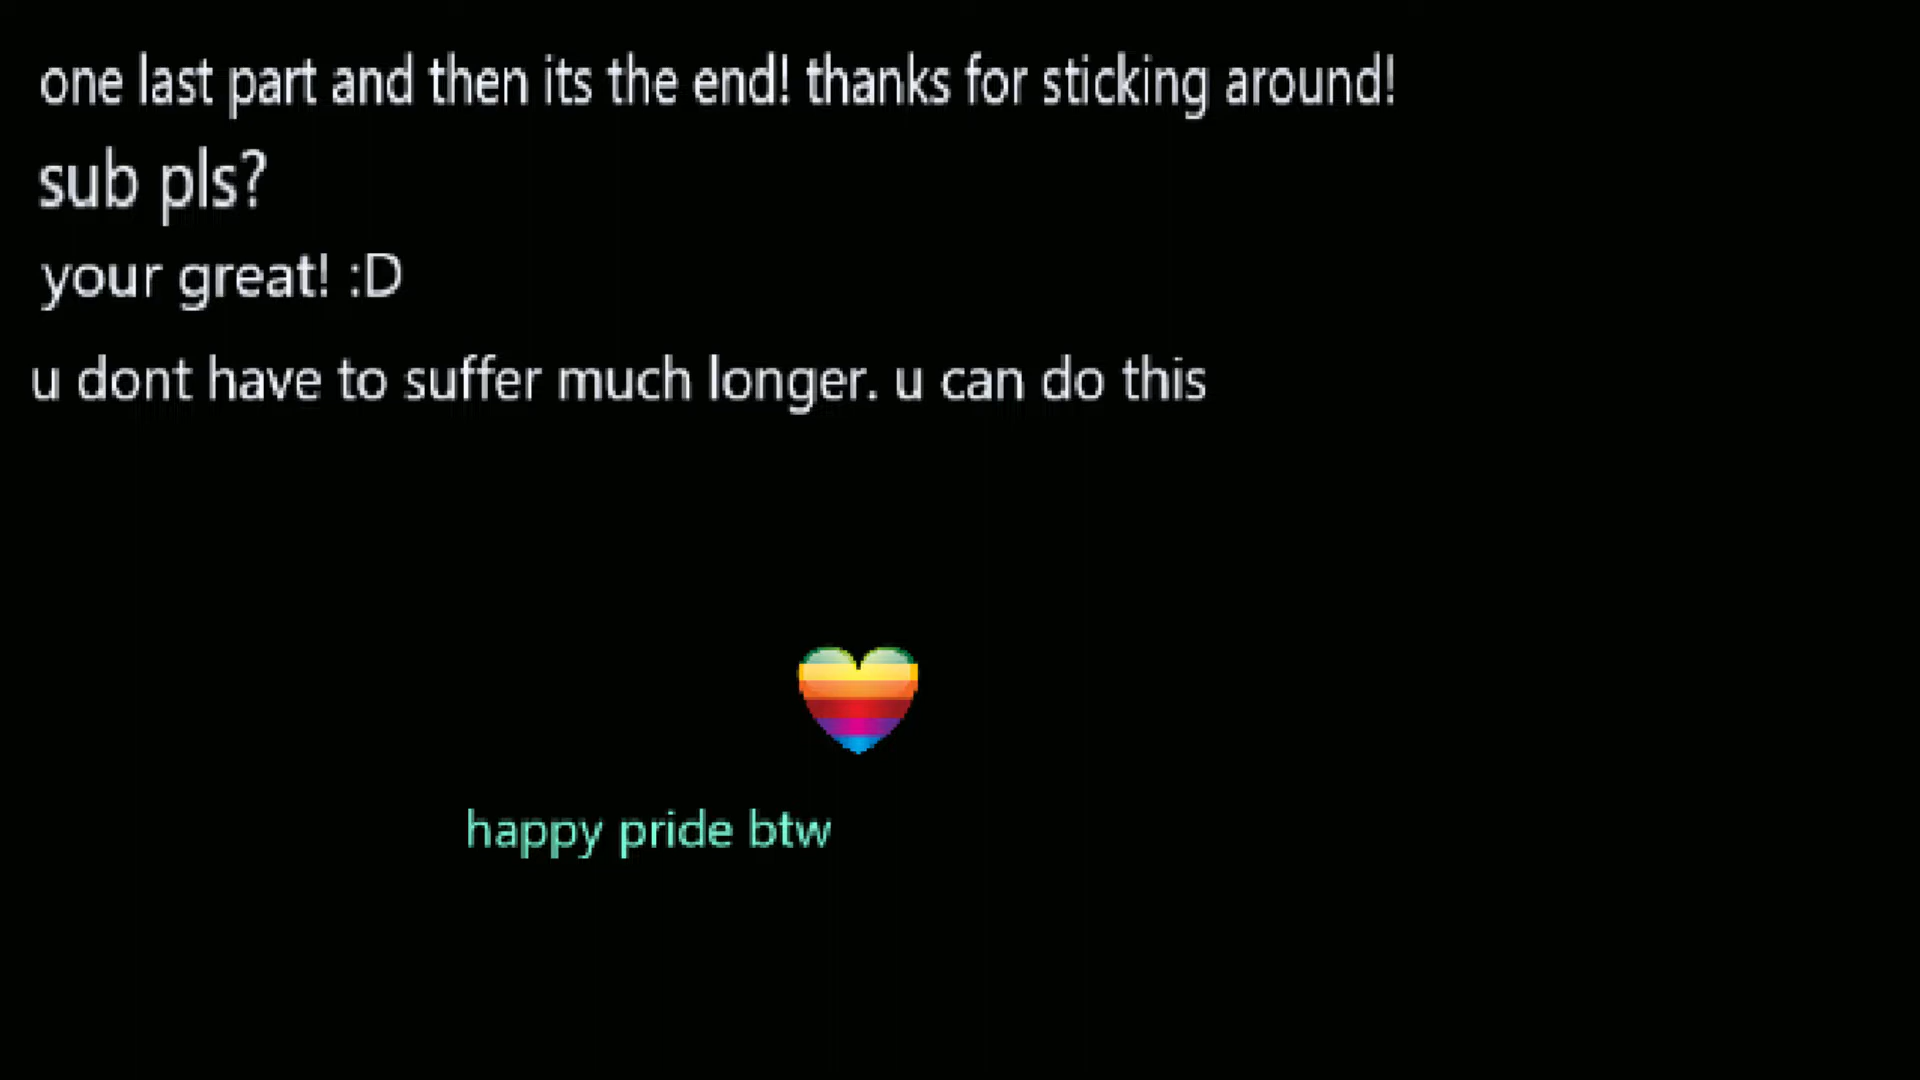 one last part and then its the end! thanks for sticking around!
sub pls?
your great! :D
u dont have to suffer much longer. u can do this
happy pride btw